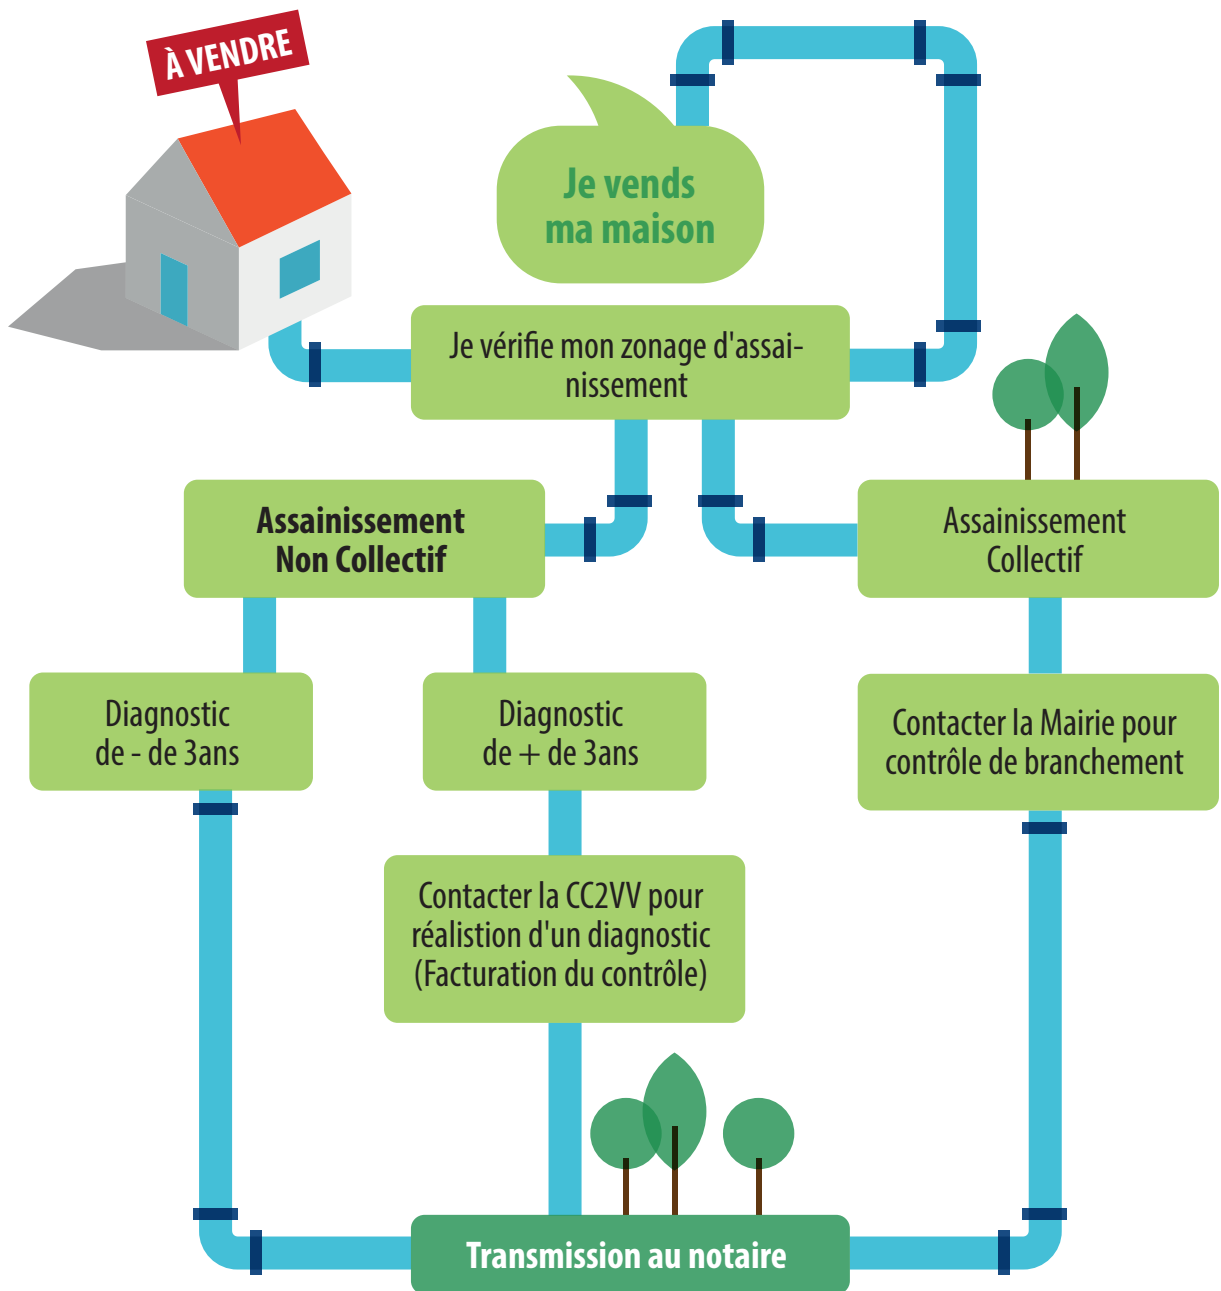 À VENDRE
Je vends
ma maison
Je vérifie mon zonage d'assai-
nissement
Assainissement
Non Collectif
Assainissement
Collectif
Diagnostic
de - de 3ans
Diagnostic
de + de 3ans
Contacter la Mairie pour
contrôle de branchement
Contacter la CC2VV pour
réalistion d'un diagnostic
(Facturation du contrôle)
Transmission au notaire